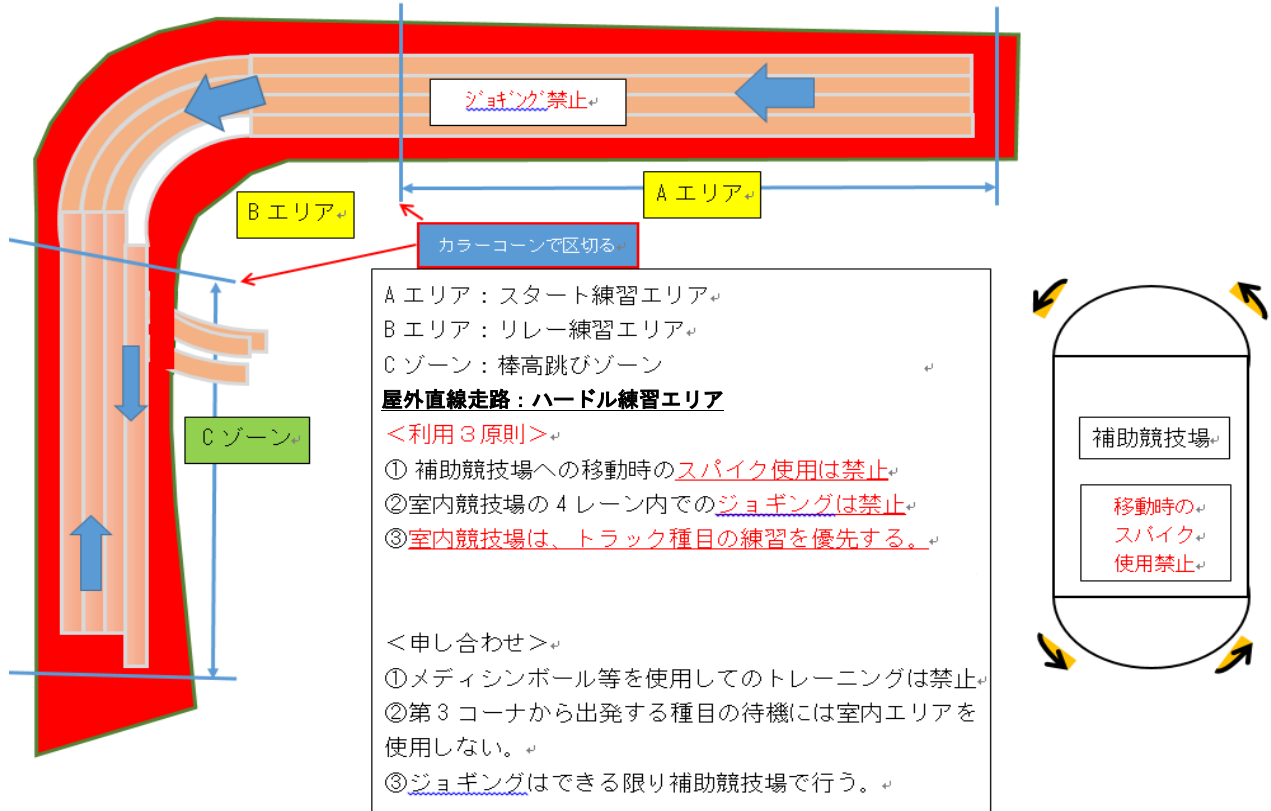 ジョギング禁止
Aエリア
Bエリア
カラーコーンで区切る
Cゾーン
Aエリア：スタート練習エリア
Bエリア：リレー練習エリア
Cゾーン：棒高跳びゾーン
屋外直線走路：ハードル練習エリア
＜利用３原則＞
① 補助競技場への移動時のスパイク使用は禁止
②室内競技場の４レーン内でのジョギングは禁止
③室内競技場は、トラック種目の練習を優先する。
＜申し合わせ＞
①メディシンボール等を使用してのトレーニングは禁止
②第３コーナから出発する種目の待機には室内エリアを
使用しない。
③ジョギングはできる限り補助競技場で行う。
補助競技場
移動時の
スパイク
使用禁止